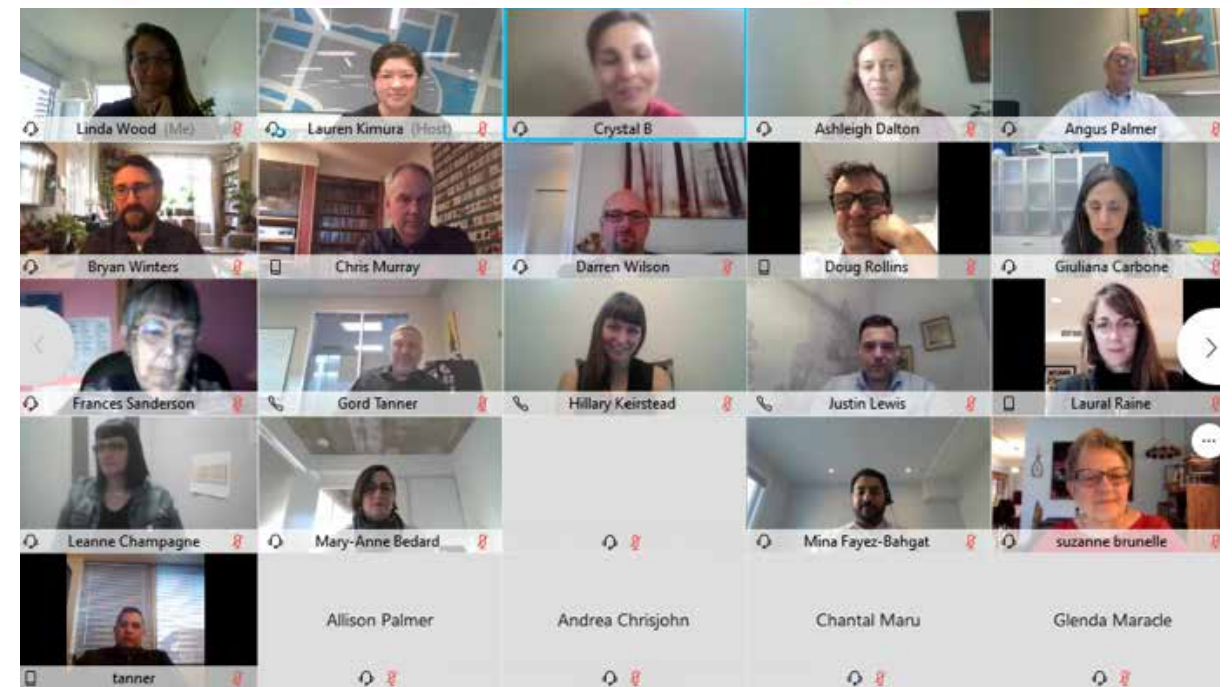 Linda Wood (Me)
Lauren Kimura (Host)
Crystal B
Ashleigh Dalton
Angus Palmer
Bryan Winters
Chris Murray
Darren Wilson
Doug Rollins
Giuliana Carbone
Frances Sanderson
Gord Tanner
Hillary Keirstead
Justin Lewis
Laural Raine
Leanne Champagne
Mary-Anne Bedard
Mina Fayez-Bahgat
suzanne brunelle
tanner
Allison Palmer
Andrea Chrisjohn
Chantal Maru
Glenda Maracle